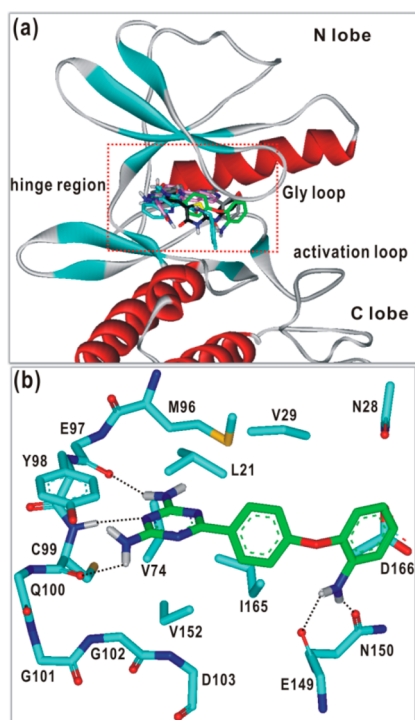 (a)
N lobe
hinge region
Gly loop
activation loop
C lobe
(b)
M96
V29
N28
E97
Y98
L21
C99
V74
D166
Q100
I165
V152
N150
G102
G101
D103
E149